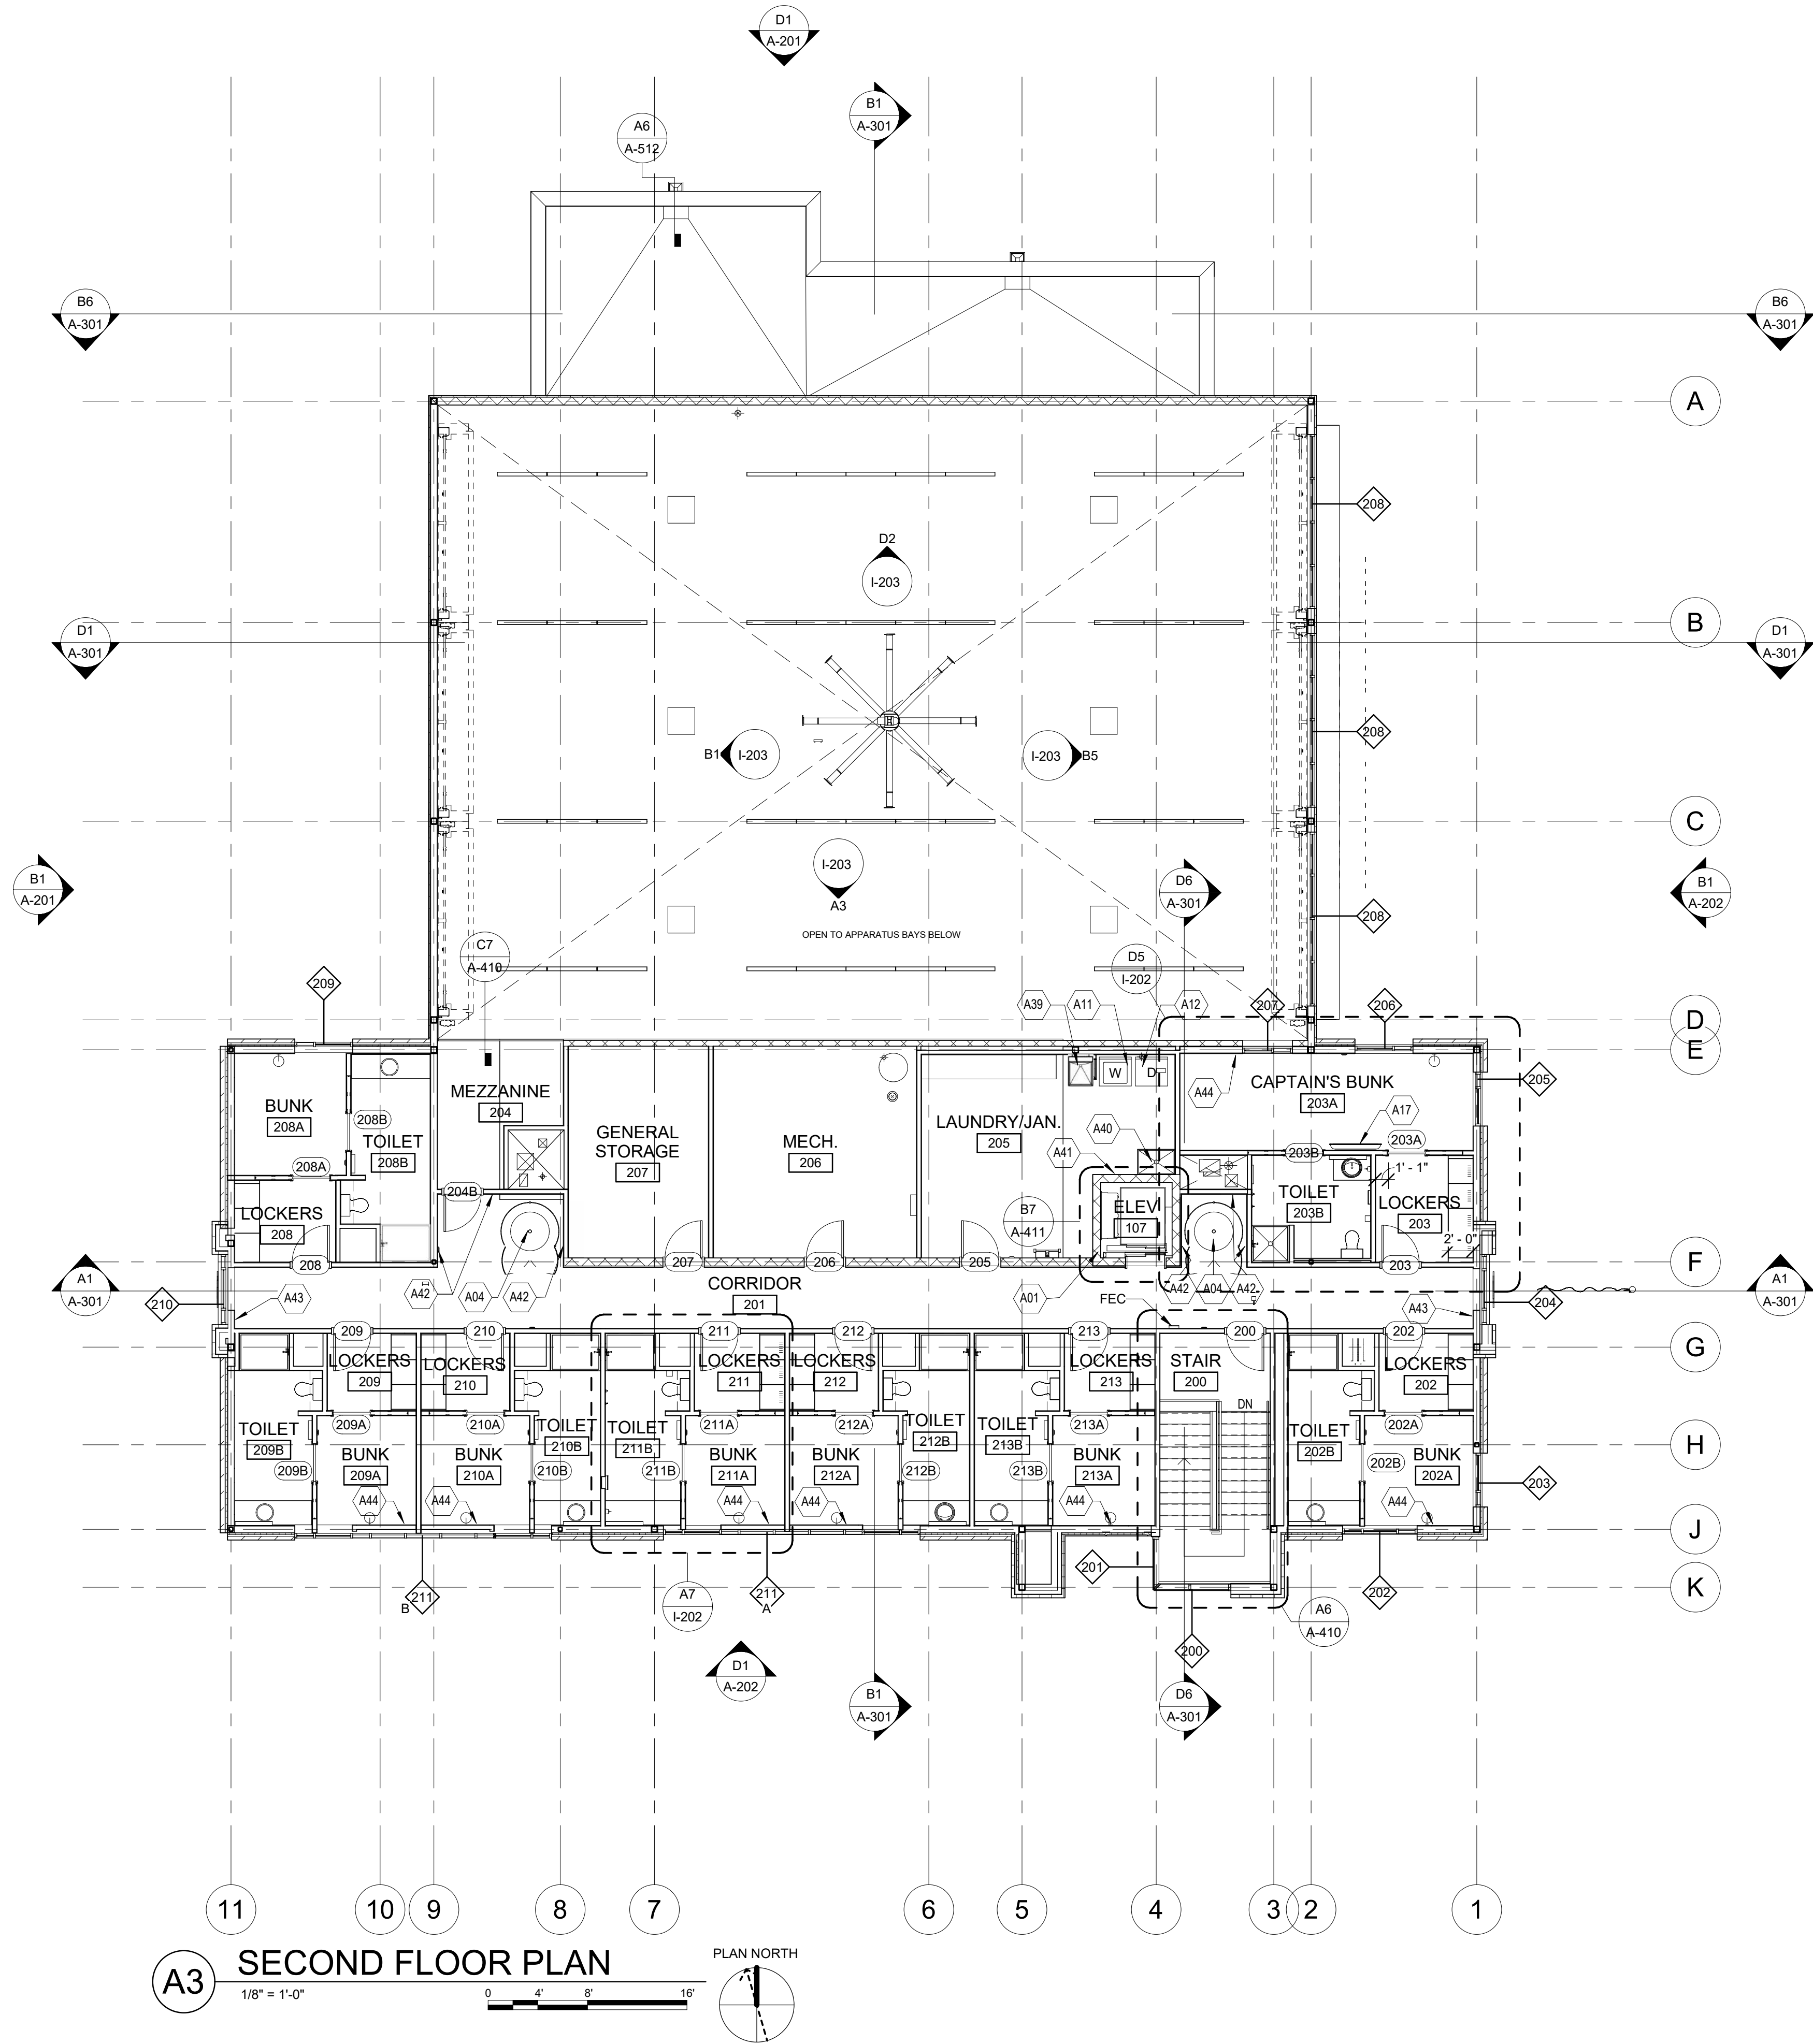 D1
A-201
B1
A-301
A6
A-512
B6
A-301
B6
A-301
A
208
D2
I-203
B
D1
A-301
D1
A-301
208
H
B1
I-203
I-203
B5
C
I-203
A3
B1
A-201
D6
A-301
B1
A-202
208
OPEN TO APPARATUS BAYS BELOW
C7
A-410
D5
I-202
209
A39
A11
A12
207
206
D
E
W
D
205
MEZZANINE
204
CAPTAIN'S BUNK
203A
A44
BUNK
208A
208B
TOILET
208B
GENERAL
STORAGE
207
MECH.
206
LAUNDRY/JAN.
205
A40
A41
A17
203A
203B
208A
1' - 1"
204B
TOILET
203B
LOCKERS
203
LOCKERS
208
ELEV
107
B7
A-411
2' - 0"
208
207
206
205
203
F
A1
A-301
210
A43
A42
A04
A42
CORRIDOR
201
A01
FEC
A42
A04
A42
A43
204
A1
A-301
209
210
211
212
213
200
202
G
LOCKERS
209
LOCKERS
210
LOCKERS
211
LOCKERS
212
LOCKERS
213
STAIR
200
LOCKERS
202
DN
TOILET
209B
209A
210A
TOILET
210B
TOILET
211B
211A
212A
TOILET
212B
TOILET
213B
213A
TOILET
202B
202A
H
209B
BUNK
209A
BUNK
210A
210B
211B
BUNK
211A
BUNK
212A
212B
213B
BUNK
213A
202B
BUNK
202A
203
A44
A44
A44
A44
A44
A44
J
201
K
B
211
A7
I-202
211
A
202
A6
A-410
200
D1
A-202
B1
A-301
D6
A-301
11
10
9
8
7
6
5
4
3
2
1
A3
SECOND FLOOR PLAN
1/8" = 1'-0"
0
4'
8'
16'
PLAN NORTH